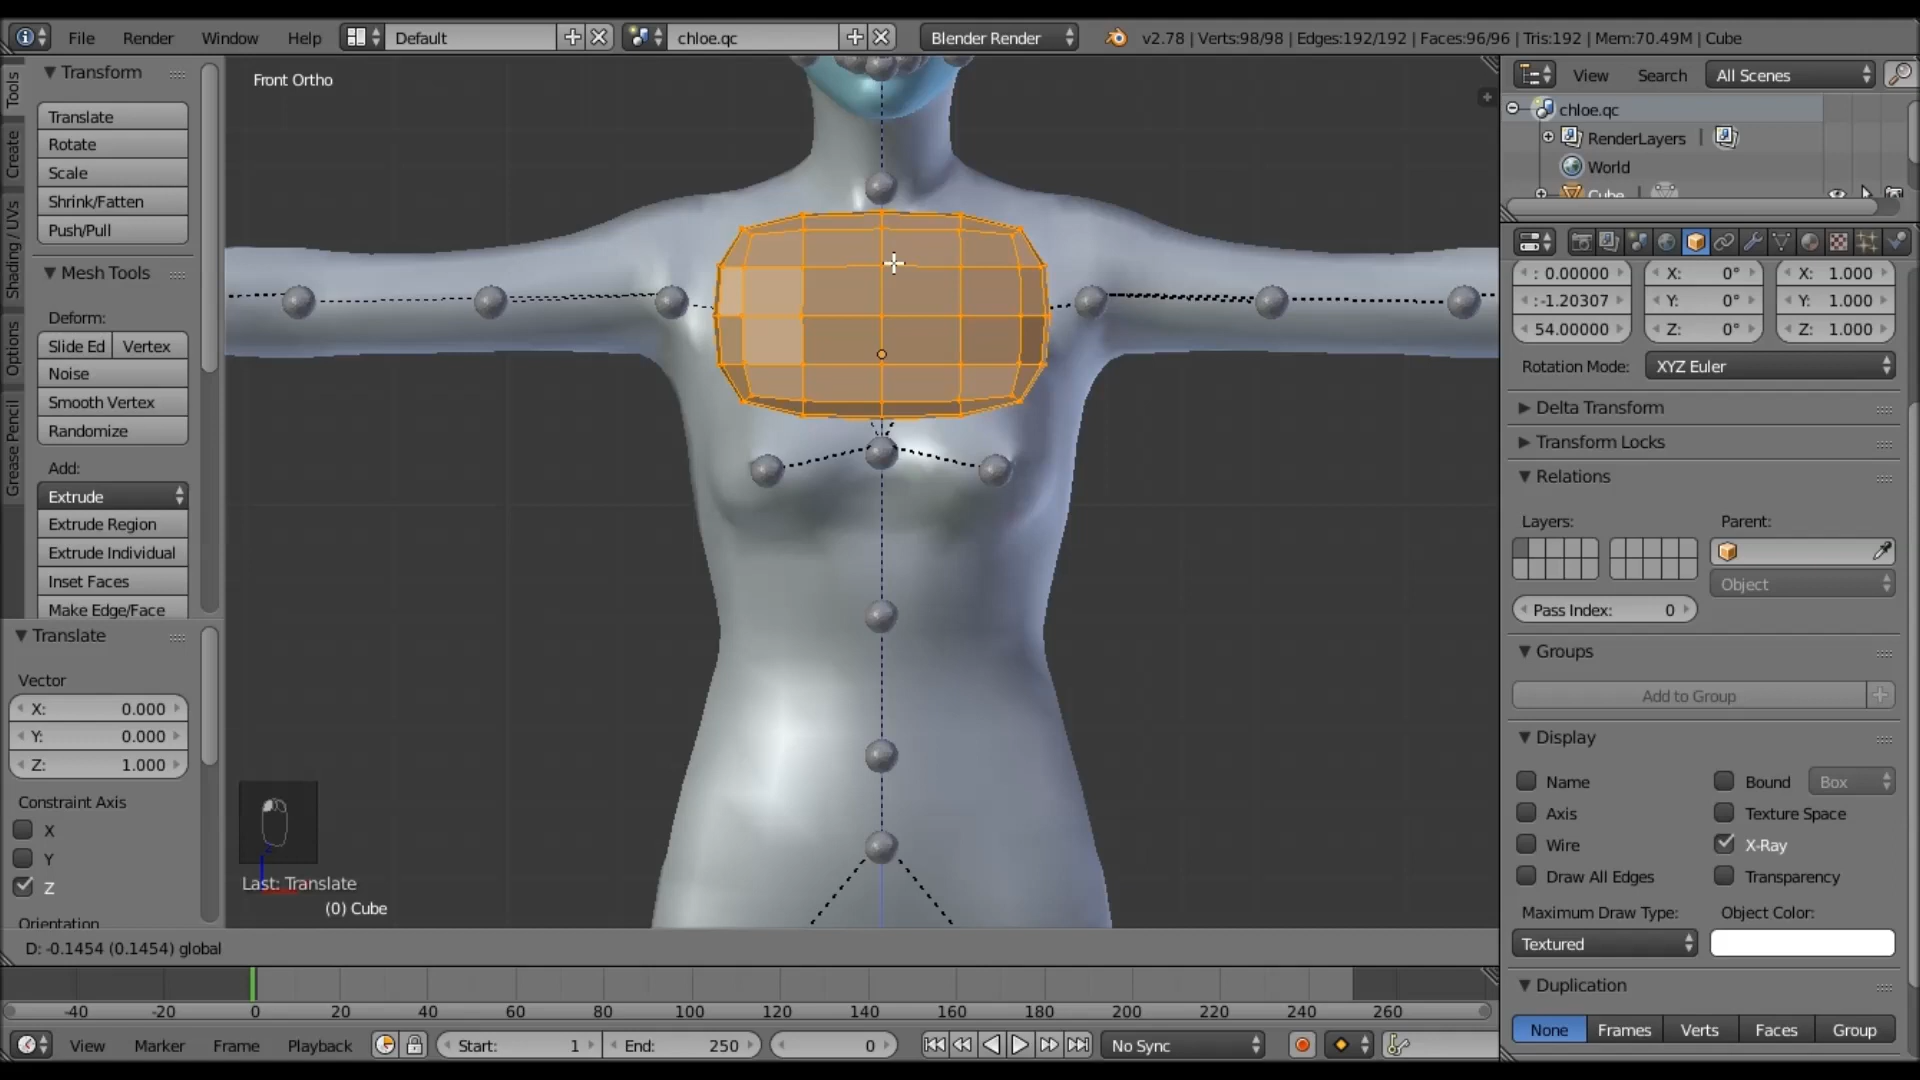 File Render Window Help Default chloe.qc Blender Render v2.78 | Verts:98/98 | Edges:192/192 | Faces:96/96 | Tris:192 | Mem:70.49M | Cube
Tools
Create
Shading / UVs
Options
Grease Pencil
Transform
Translate
Rotate
Scale
Shrink/Fatten
Push/Pull
Mesh Tools
Deform:
Slide Ed Vertex
Noise
Smooth Vertex
Randomize
Add:
Extrude
Extrude Region
Extrude Individual
Inset Faces
Make Edge/Face
Translate
Vector
X: 0.000
Y: 0.000
Z: 1.000
Constraint Axis
X
Y
Z
Orientation
Front Ortho
Last: Translate
(0) Cube
D: -0.1454 (0.1454) global
View Search All Scenes
chloe.qc
RenderLayers |
World
Cube
: 0.00000 X: 0° X: 1.000
:-1.20307 Y: 0° Y: 1.000
54.00000 Z: 0° Z: 1.000
Rotation Mode: XYZ Euler
Delta Transform
Transform Locks
Relations
Layers: Parent:
Object
Pass Index: 0
Groups
Add to Group
Display
Name Bound Box
Axis Texture Space
Wire X-Ray
Draw All Edges Transparency
Maximum Draw Type: Object Color:
Textured
Duplication
None Frames Verts Faces Group
-40 -20 0 20 40 60 80 100 120 140 160 180 200 220 240 260
View Marker Frame Playback Start: 1 End: 250 0 No Sync